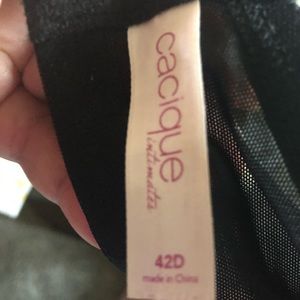 cacique
intimates
42D
made in China